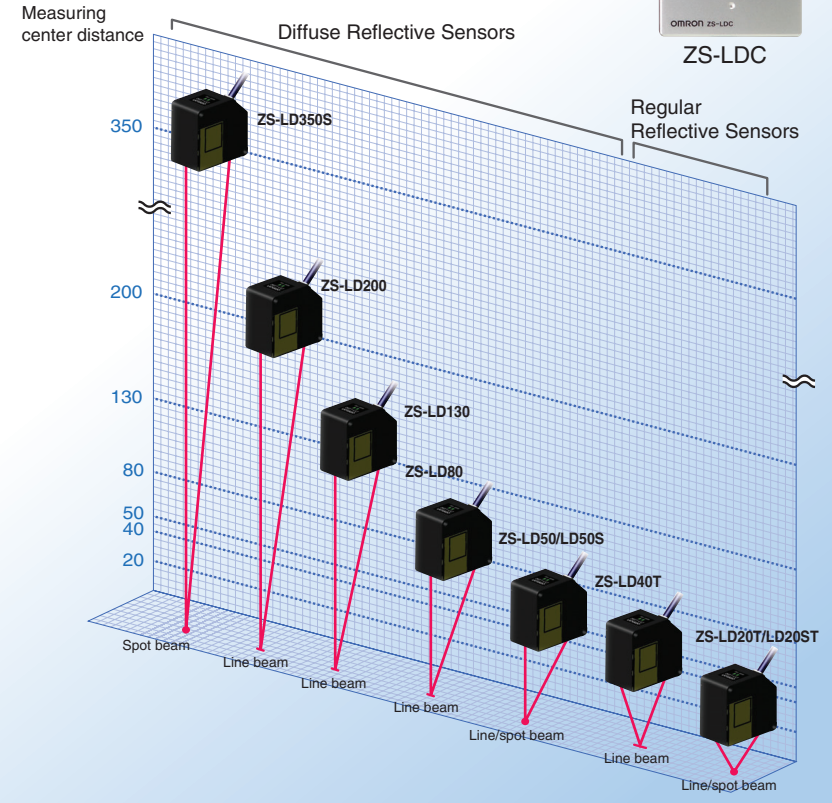 Measuring
center distance
Diffuse Reflective Sensors
OMRON ZS-LDC
ZS-LDC
Regular
Reflective Sensors
350
ZS-LD350S
200
ZS-LD200
130
ZS-LD130
80
ZS-LD80
50
ZS-LD50/LD50S
40
20
ZS-LD40T
ZS-LD20T/LD20ST
Spot beam
Line beam
Line beam
Line beam
Line/spot beam
Line beam
Line/spot beam